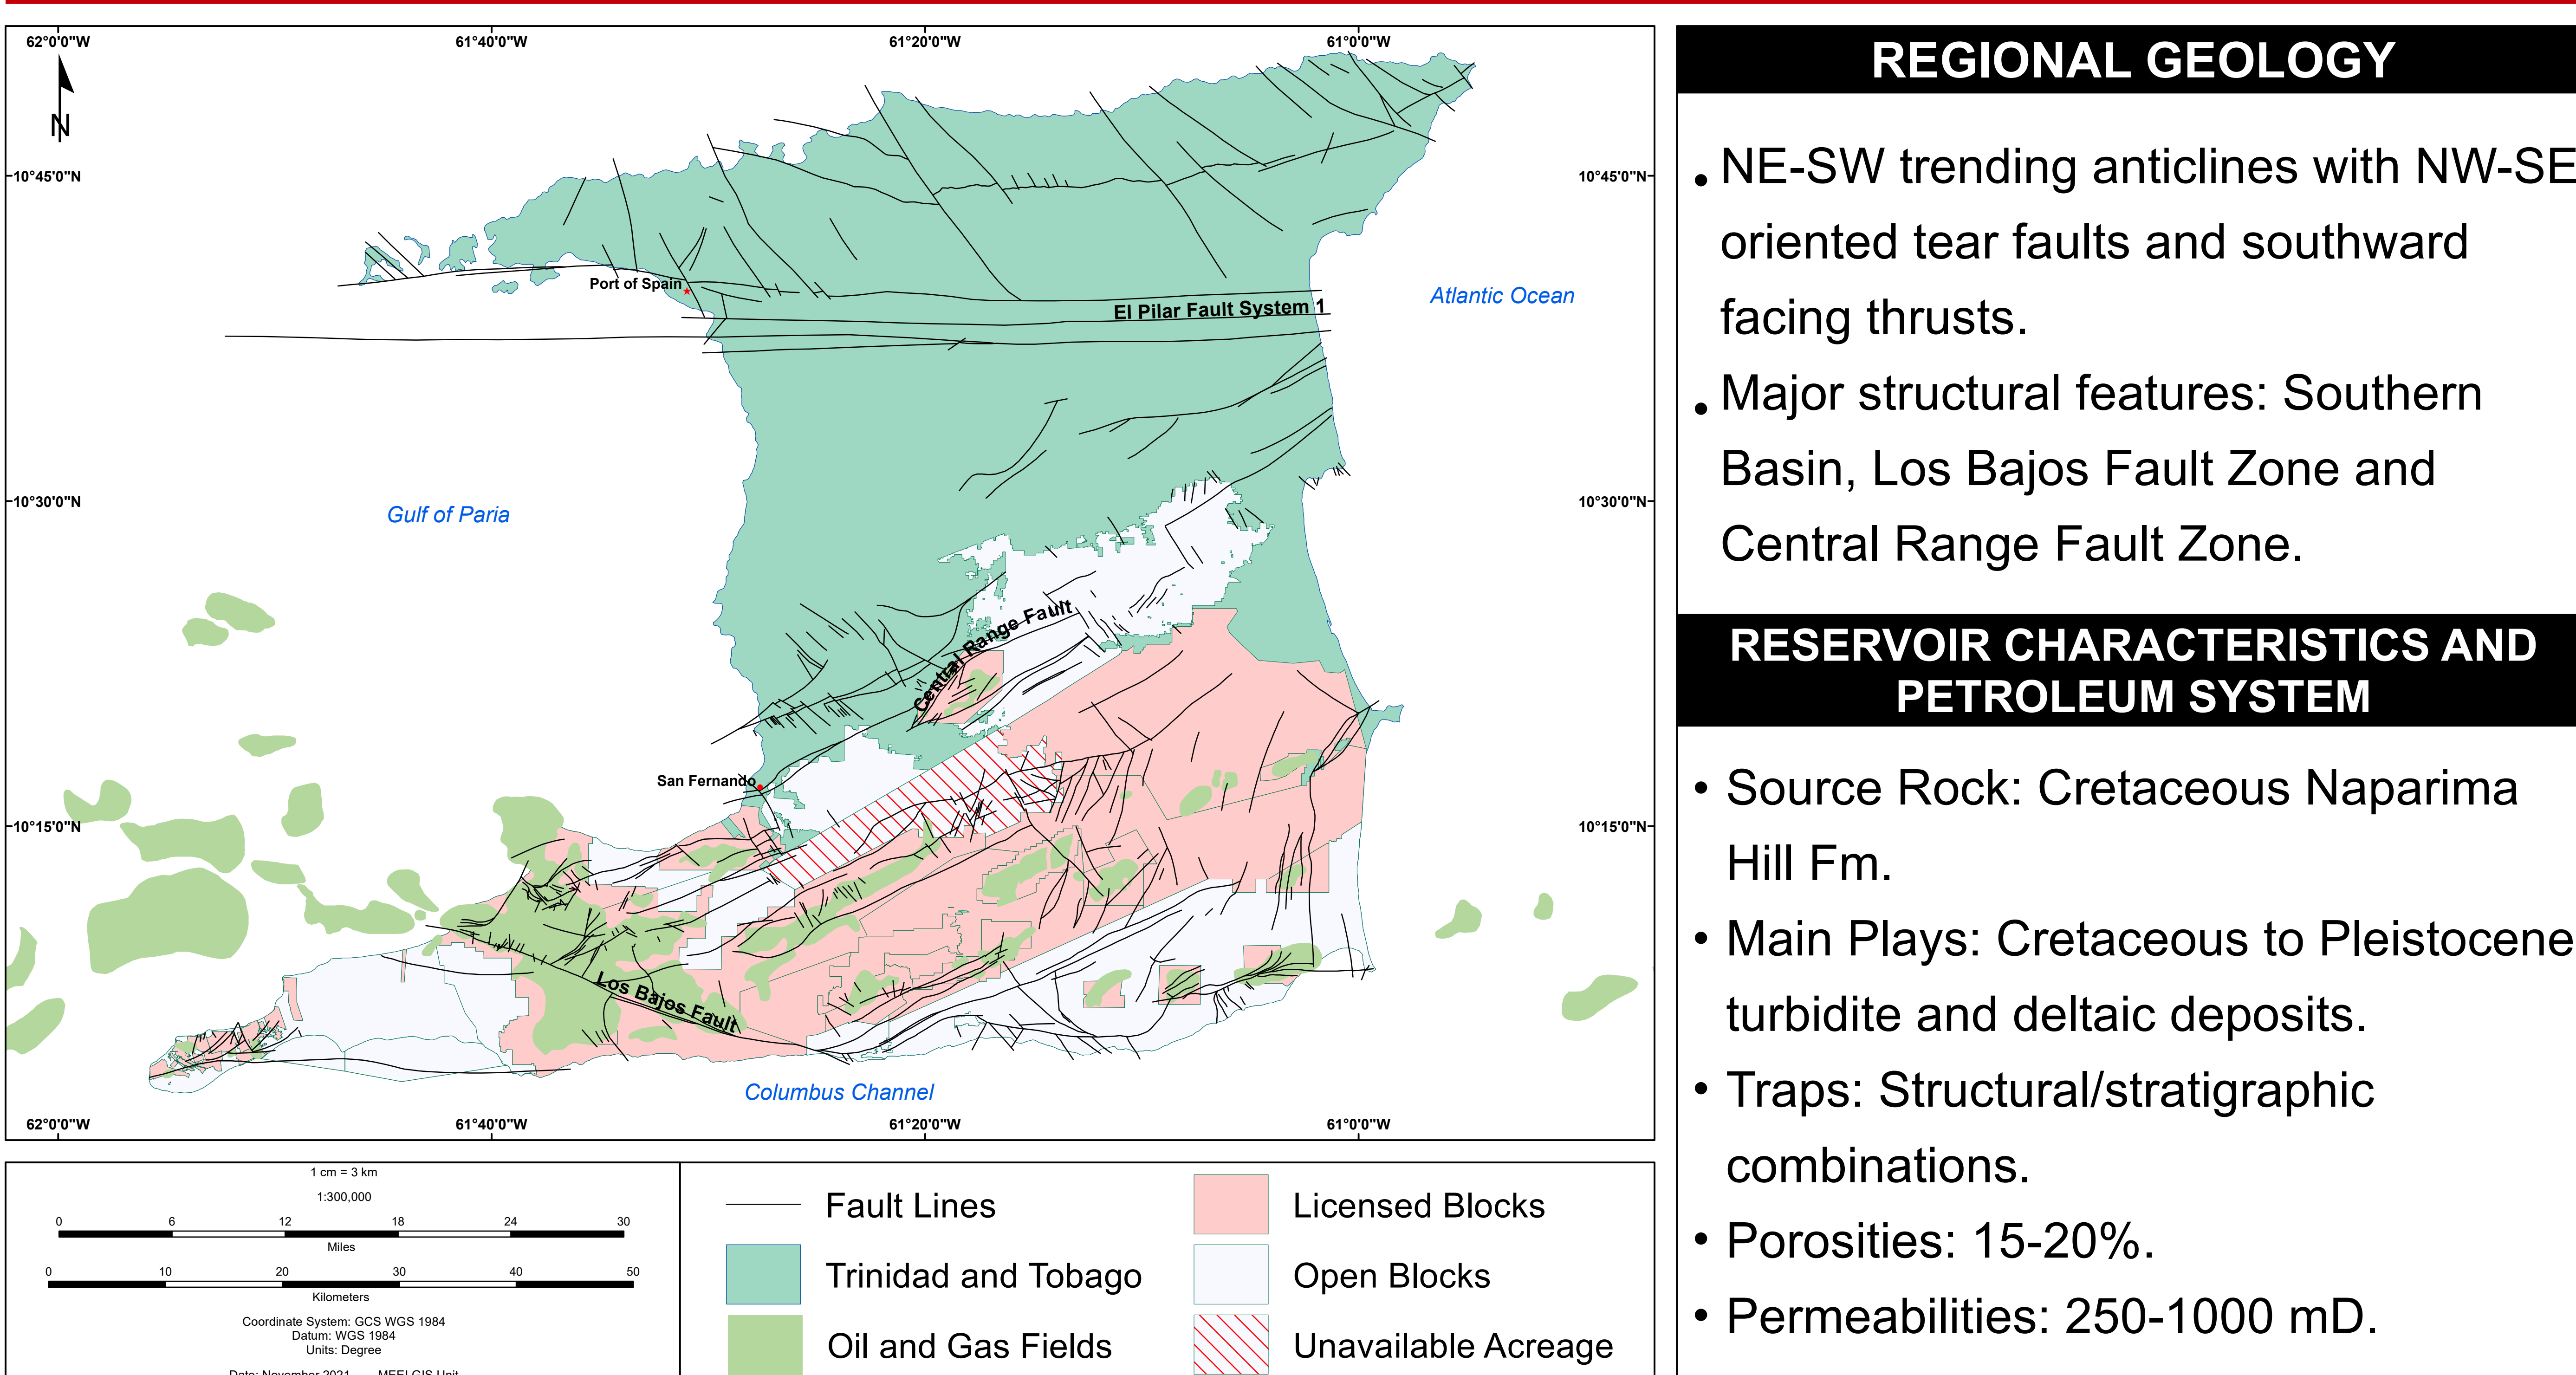 62°0'0"W
61°40'0"W
61°20'0"W
61°0'0"W
N
10°45'0"N
10°45'0"N
Port of Spain
El Pilar Fault System 1
Atlantic Ocean
10°30'0"N
10°30'0"N
Gulf of Paria
Central Range Fault
San Fernando
10°15'0"N
10°15'0"N
Los Bajos Fault
Columbus Channel
62°0'0"W
61°40'0"W
61°20'0"W
61°0'0"W
1 cm = 3 km
1:300,000
0 6 12 18 24 30
Miles
0 10 20 30 40 50
Kilometers
Coordinate System: GCS WGS 1984
Datum: WGS 1984
Units: Degree
Date: November 2021 MEEI GIS Unit
Fault Lines
Trinidad and Tobago
Oil and Gas Fields
Licensed Blocks
Open Blocks
Unavailable Acreage
REGIONAL GEOLOGY
• NE-SW trending anticlines with NW-SE
oriented tear faults and southward
facing thrusts.
• Major structural features: Southern
Basin, Los Bajos Fault Zone and
Central Range Fault Zone.
RESERVOIR CHARACTERISTICS AND
PETROLEUM SYSTEM
• Source Rock: Cretaceous Naparima
Hill Fm.
• Main Plays: Cretaceous to Pleistocene
turbidite and deltaic deposits.
• Traps: Structural/stratigraphic
combinations.
• Porosities: 15-20%.
• Permeabilities: 250-1000 mD.